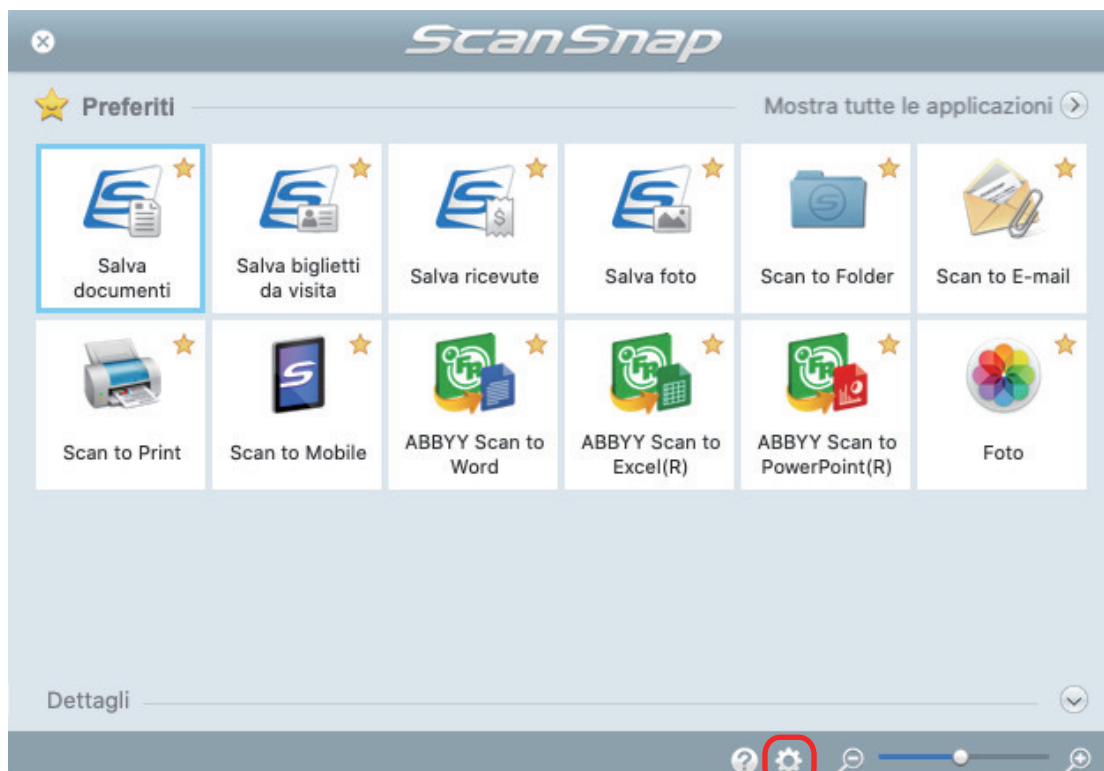 ScanSnap
Preferiti
Mostra tutte le applicazioni
Salva
documenti
Salva biglietti
da visita
Salva ricevute
Salva foto
Scan to Folder
Scan to E-mail
Scan to Print
Scan to Mobile
ABBYY Scan to
Word
ABBYY Scan to
Excel(R)
ABBYY Scan to
PowerPoint(R)
Foto
Dettagli